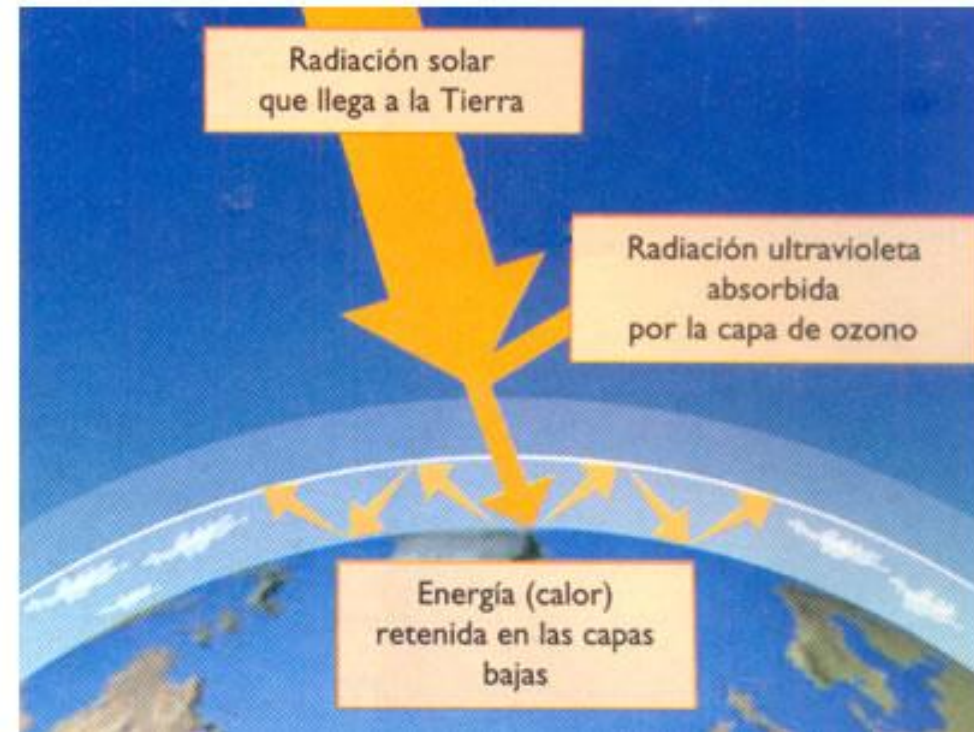 Radiación solar
que llega a la Tierra
Radiación ultravioleta
absorbida
por la capa de ozono
Energía (calor)
retenida en las capas
bajas